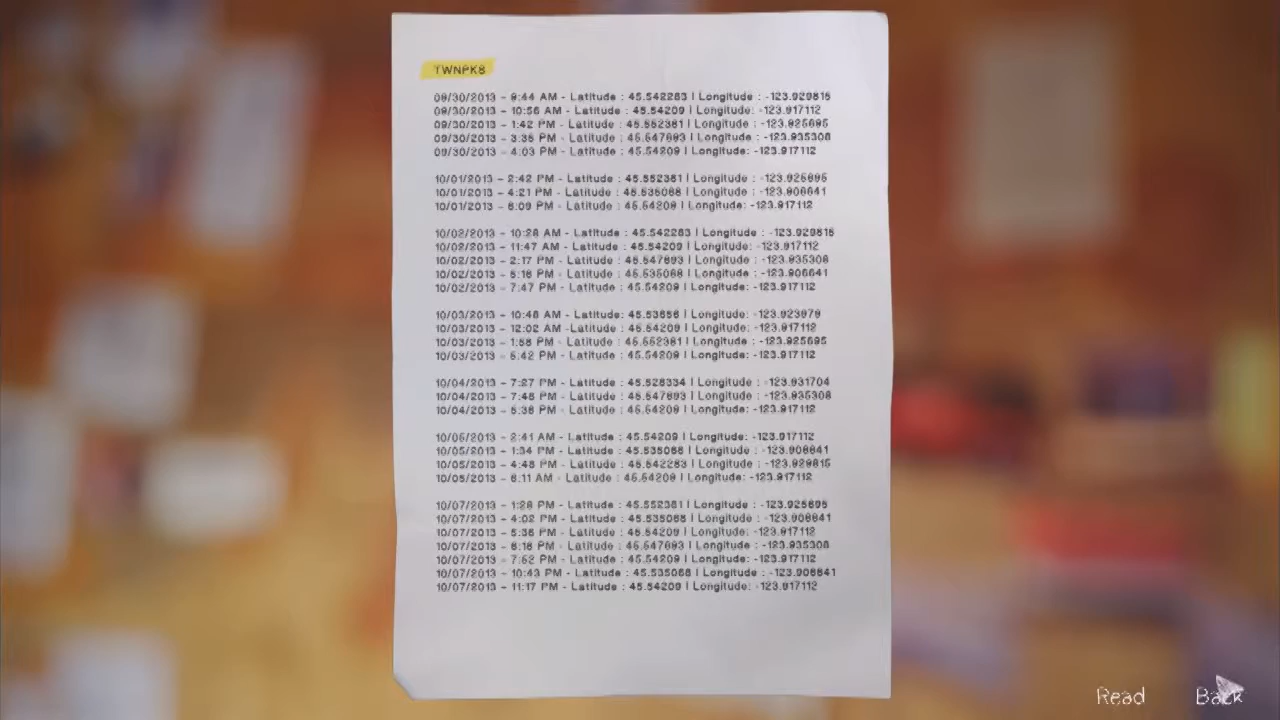 TWNPK8
09/30/2013 - 9:44 AM - Latitude : 45.542283 | Longitude : -123.929815
09/30/2013 - 10:56 AM - Latitude : 45.54209 | Longitude: -123.917112
09/30/2013 - 1:42 PM - Latitude : 45.552381 | Longitude : -123.925695
09/30/2013 - 3:35 PM - Latitude : 45.547693 | Longitude : -123.935308
09/30/2013 - 4:03 PM - Latitude : 45.54209 | Longitude: -123.917112
10/01/2013 - 2:42 PM - Latitude : 45.552381 | Longitude : -123.925695
10/01/2013 - 4:21 PM - Latitude : 45.535068 | Longitude : -123.908641
10/01/2013 - 6:09 PM - Latitude : 45.54209 | Longitude: -123.917112
10/02/2013 - 10:28 AM - Latitude : 45.542283 | Longitude : -123.929815
10/02/2013 - 11:47 AM - Latitude : 45.54209 | Longitude: -123.917112
10/02/2013 - 2:17 PM - Latitude : 45.547693 | Longitude : -123.935308
10/02/2013 - 5:16 PM - Latitude : 45.535068 | Longitude : -123.908641
10/02/2013 - 7:47 PM - Latitude : 45.54209 | Longitude: -123.917112
10/03/2013 - 10:48 AM - Latitude: 45.53656 | Longitude: -123.923979
10/03/2013 - 12:02 AM -Latitude : 45.54209 | Longitude: -123.917112
10/03/2013 - 1:58 PM - Latitude : 45.552381 | Longitude : -123.925695
10/03/2013 - 5:42 PM - Latitude : 45.54209 | Longitude: -123.917112
10/04/2013 - 7:27 PM - Latitude : 45.528334 | Longitude : -123.931704
10/04/2013 - 7:48 PM - Latitude : 45.547693 | Longitude : -123.935308
10/04/2013 - 5:38 PM - Latitude : 45.54209 | Longitude: -123.917112
10/05/2013 - 2:41 AM - Latitude : 45.54209 | Longitude: -123.917112
10/05/2013 - 1:34 PM - Latitude : 45.535068 | Longitude : -123.908641
10/05/2013 - 4:48 PM - Latitude : 45.542283 | Longitude : -123.929815
10/05/2013 - 6:11 AM - Latitude : 45.54209 | Longitude: -123.917112
10/07/2013 - 1:28 PM - Latitude : 45.552381 | Longitude : -123.925695
10/07/2013 - 4:02 PM - Latitude : 45.535068 | Longitude : -123.908641
10/07/2013 - 5:35 PM - Latitude : 45.54209 | Longitude: -123.917112
10/07/2013 - 6:18 PM - Latitude : 45.547693 | Longitude : -123.935308
10/07/2013 - 7:52 PM - Latitude : 45.54209 | Longitude: -123.917112
10/07/2013 - 10:43 PM - Latitude : 45.535068 | Longitude : -123.908641
10/07/2013 - 11:17 PM - Latitude : 45.54209 | Longitude: -123.917112
Read Back